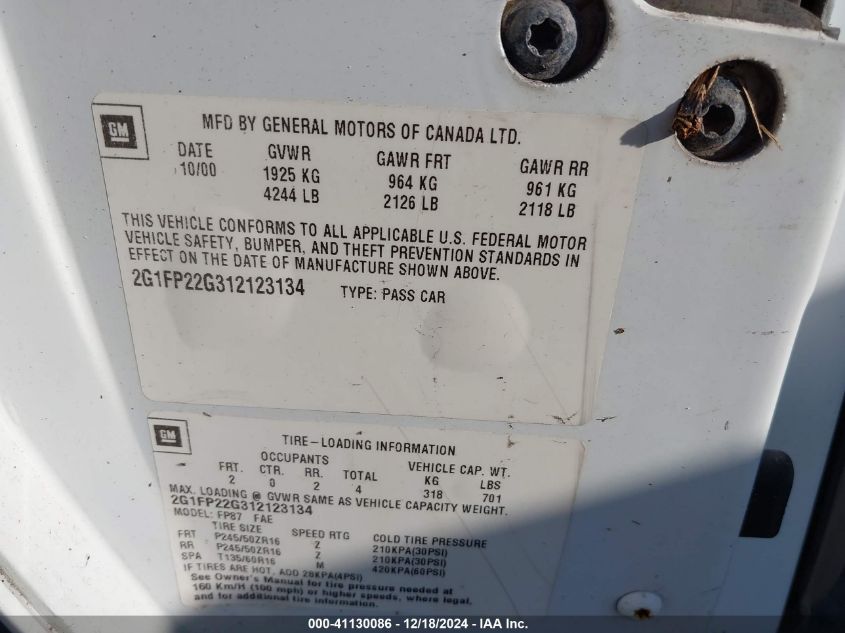 GM
MFD BY GENERAL MOTORS OF CANADA LTD.
DATE GVWR GAWR FRT GAWR RR
10/00 1925 KG 964 KG 961 KG
4244 LB 2126 LB 2118 LB
THIS VEHICLE CONFORMS TO ALL APPLICABLE U.S. FEDERAL MOTOR
VEHICLE SAFETY, BUMPER, AND THEFT PREVENTION STANDARDS IN
EFFECT ON THE DATE OF MANUFACTURE SHOWN ABOVE.
2G1FP22G312123134 TYPE: PASS CAR
GM
TIRE-LOADING INFORMATION
OCCUPANTS VEHICLE CAP. WT.
FRT. CTR. RR. TOTAL KG LBS
2 0 2 4 318 701
MAX. LOADING @ GVWR SAME AS VEHICLE CAPACITY WEIGHT.
2G1FP22G312123134
MODEL: FP87 FAE
TIRE SIZE SPEED RTG COLD TIRE PRESSURE
FRT P245/50ZR16 Z 210KPA(30PSI)
RR P245/50ZR16 Z 210KPA(30PSI)
SPA T135/60R16 M 420KPA(60PSI)
IF TIRES ARE HOT, ADD 28KPA(4PSI)
See Owner's Manual for tire pressure needed at
160 Km/H (100 mph) or higher speeds, where legal,
and for additional tire information.
000-41130086 - 12/18/2024 - IAA Inc.